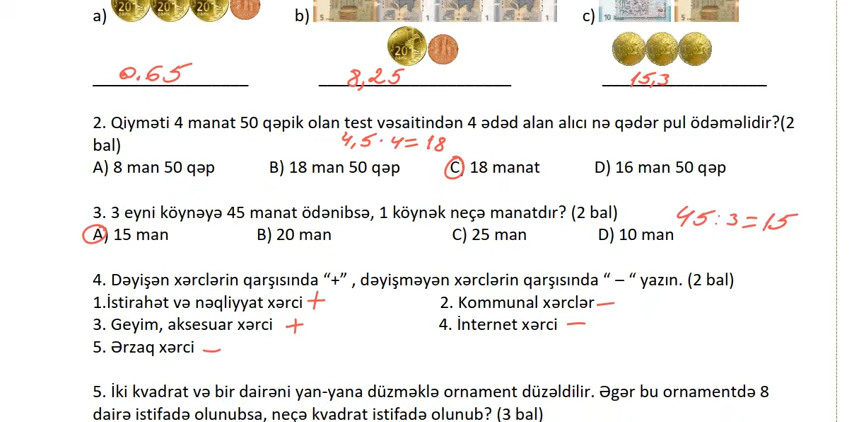 a) b) c)
0.65 8,25 15,3
2. Qiyməti 4 manat 50 qəpik olan test vəsaitindən 4 ədəd alan alıcı nə qədər pul ödəməlidir?(2
bal) 4,5 · 4 = 18
A) 8 man 50 qəp B) 18 man 50 qəp C) 18 manat D) 16 man 50 qəp
3. 3 eyni köynəyə 45 manat ödənibsə, 1 köynək neçə manatdır? (2 bal) 45 : 3 = 15
A) 15 man B) 20 man C) 25 man D) 10 man
4. Dəyişən xərclərin qarşısında “+” , dəyişməyən xərclərin qarşısında “ – “ yazın. (2 bal)
1.İstirahət və nəqliyyat xərci + 2. Kommunal xərclər –
3. Geyim, aksesuar xərci + 4. İnternet xərci –
5. Ərzaq xərci –
5. İki kvadrat və bir dairəni yan-yana düzməklə ornament düzəldilir. Əgər bu ornamentdə 8
dairə istifadə olunubsa, neçə kvadrat istifadə olunub? (3 bal)